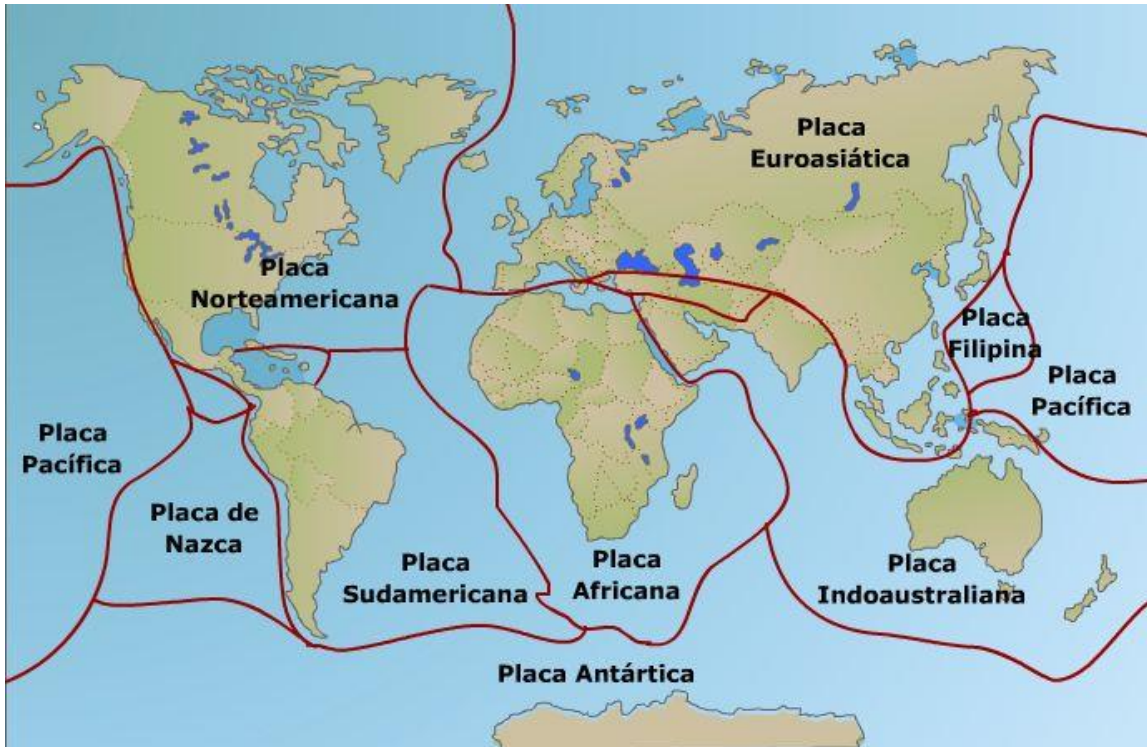 Placa
Euroasiática
Placa
Norteamericana
Placa
Filipina
Placa
Pacífica
Placa
Pacífica
Placa de
Nazca
Placa
Sudamericana
Placa
Africana
Placa
Indoaustraliana
Placa Antártica